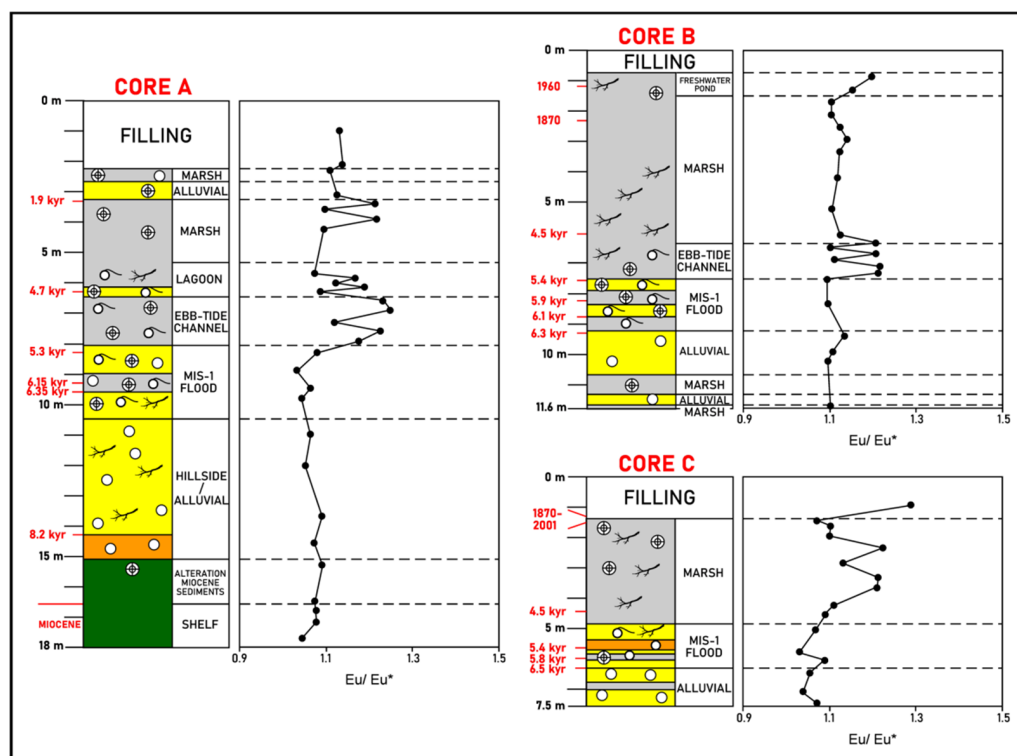 CORE A
0 m
FILLING
MARSH
ALLUVIAL
1.9 kyr
MARSH
5 m
LAGOON
4.7 kyr
EBB-TIDE
CHANNEL
5.3 kyr
MIS-1
FLOOD
6.15 kyr
6.35 kyr
10 m
HILLSIDE
/
ALLUVIAL
8.2 kyr
15 m
ALTERATION
MIOCENE
SEDIMENTS
MIOCENE
SHELF
18 m
0.9 1.1 1.3 1.5
Eu/ Eu*
CORE B
0 m
FILLING
FRESHWATER
POND
1960
1870
MARSH
5 m
4.5 kyr
EBB-TIDE
CHANNEL
5.4 kyr
5.9 kyr
MIS-1
FLOOD
6.1 kyr
6.3 kyr
ALLUVIAL
10 m
MARSH
ALLUVIAL
11.6 m
MARSH
0.9 1.1 1.3 1.5
Eu/ Eu*
CORE C
0 m
FILLING
1870-
2001
MARSH
4.5 kyr
5 m
MIS-1
FLOOD
5.4 kyr
5.8 kyr
6.5 kyr
ALLUVIAL
7.5 m
0.9 1.1 1.3 1.5
Eu/ Eu*